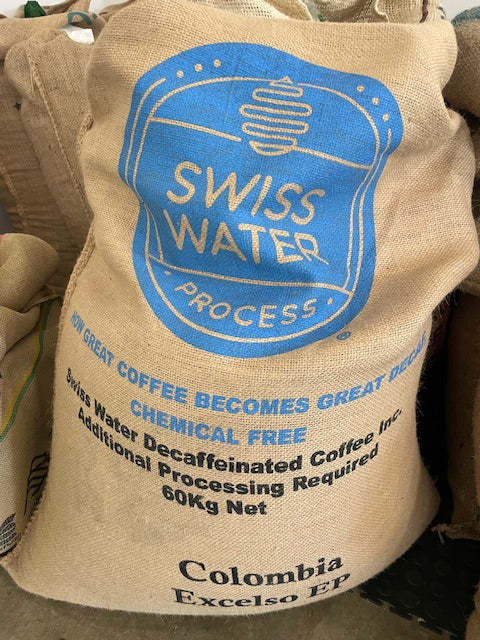 SWISS
WATER
PROCESS
®
HOW GREAT COFFEE BECOMES GREAT DECAF
CHEMICAL FREE
Swiss Water Decaffeinated Coffee Inc.
Additional Processing Required
60Kg Net
Colombia
Excelso EP